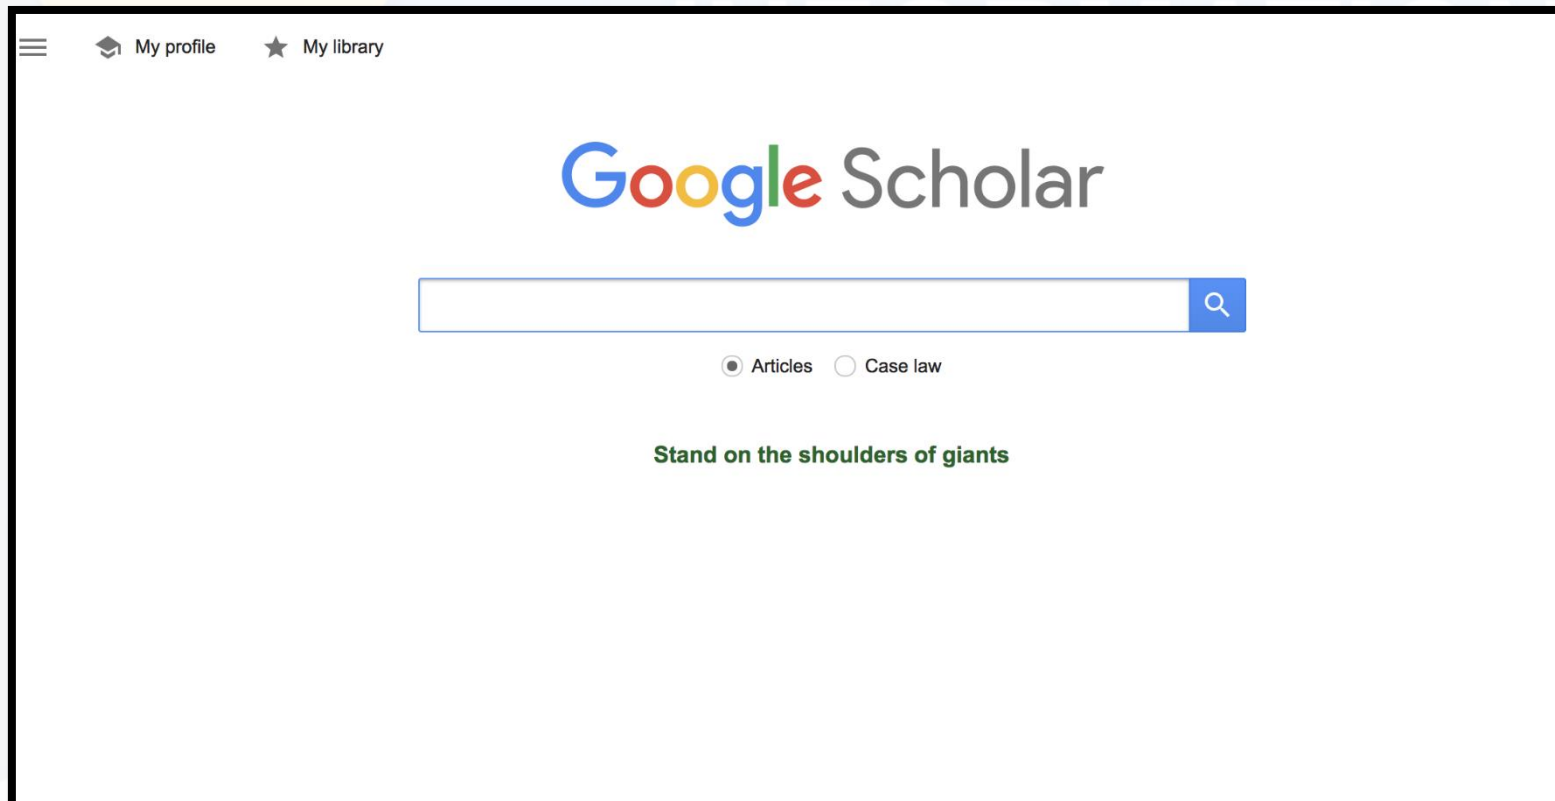 My profile My library
Google Scholar
Articles Case law
Stand on the shoulders of giants